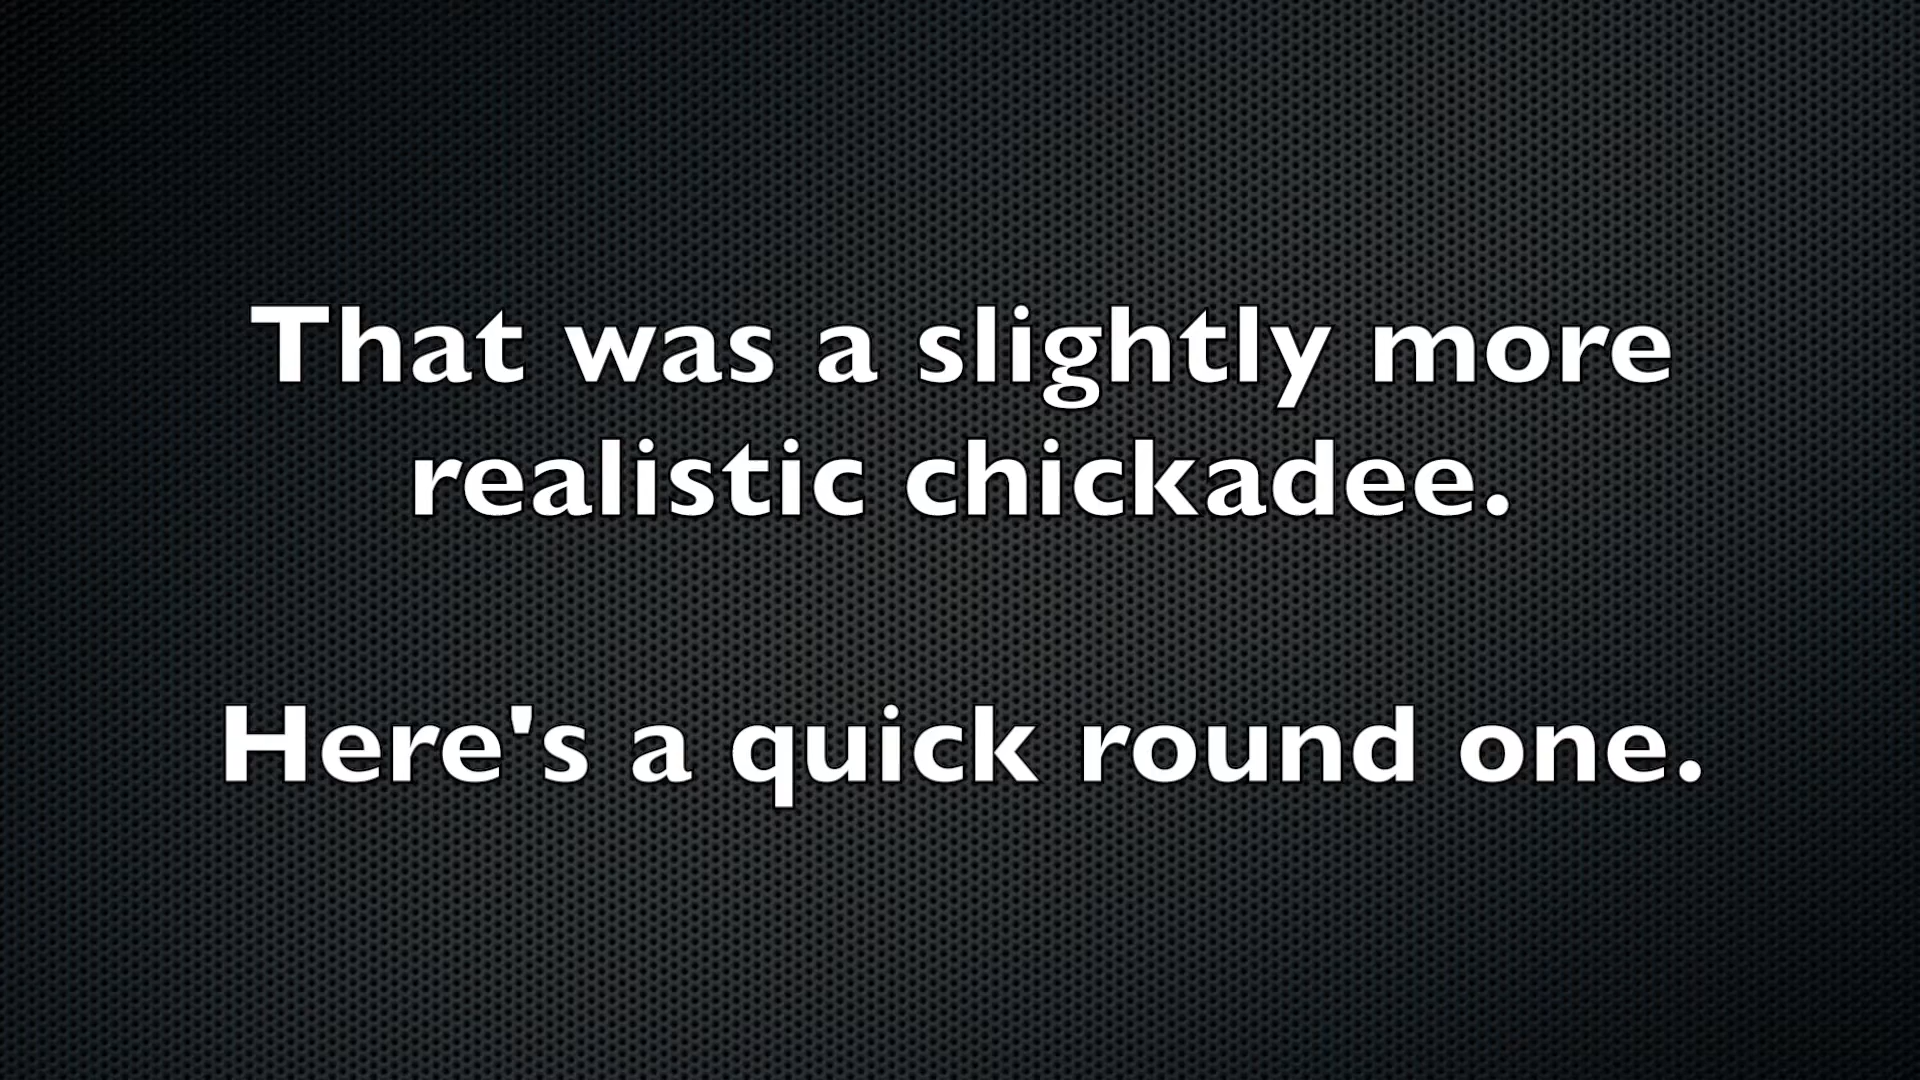 That was a slightly more
realistic chickadee.
Here's a quick round one.